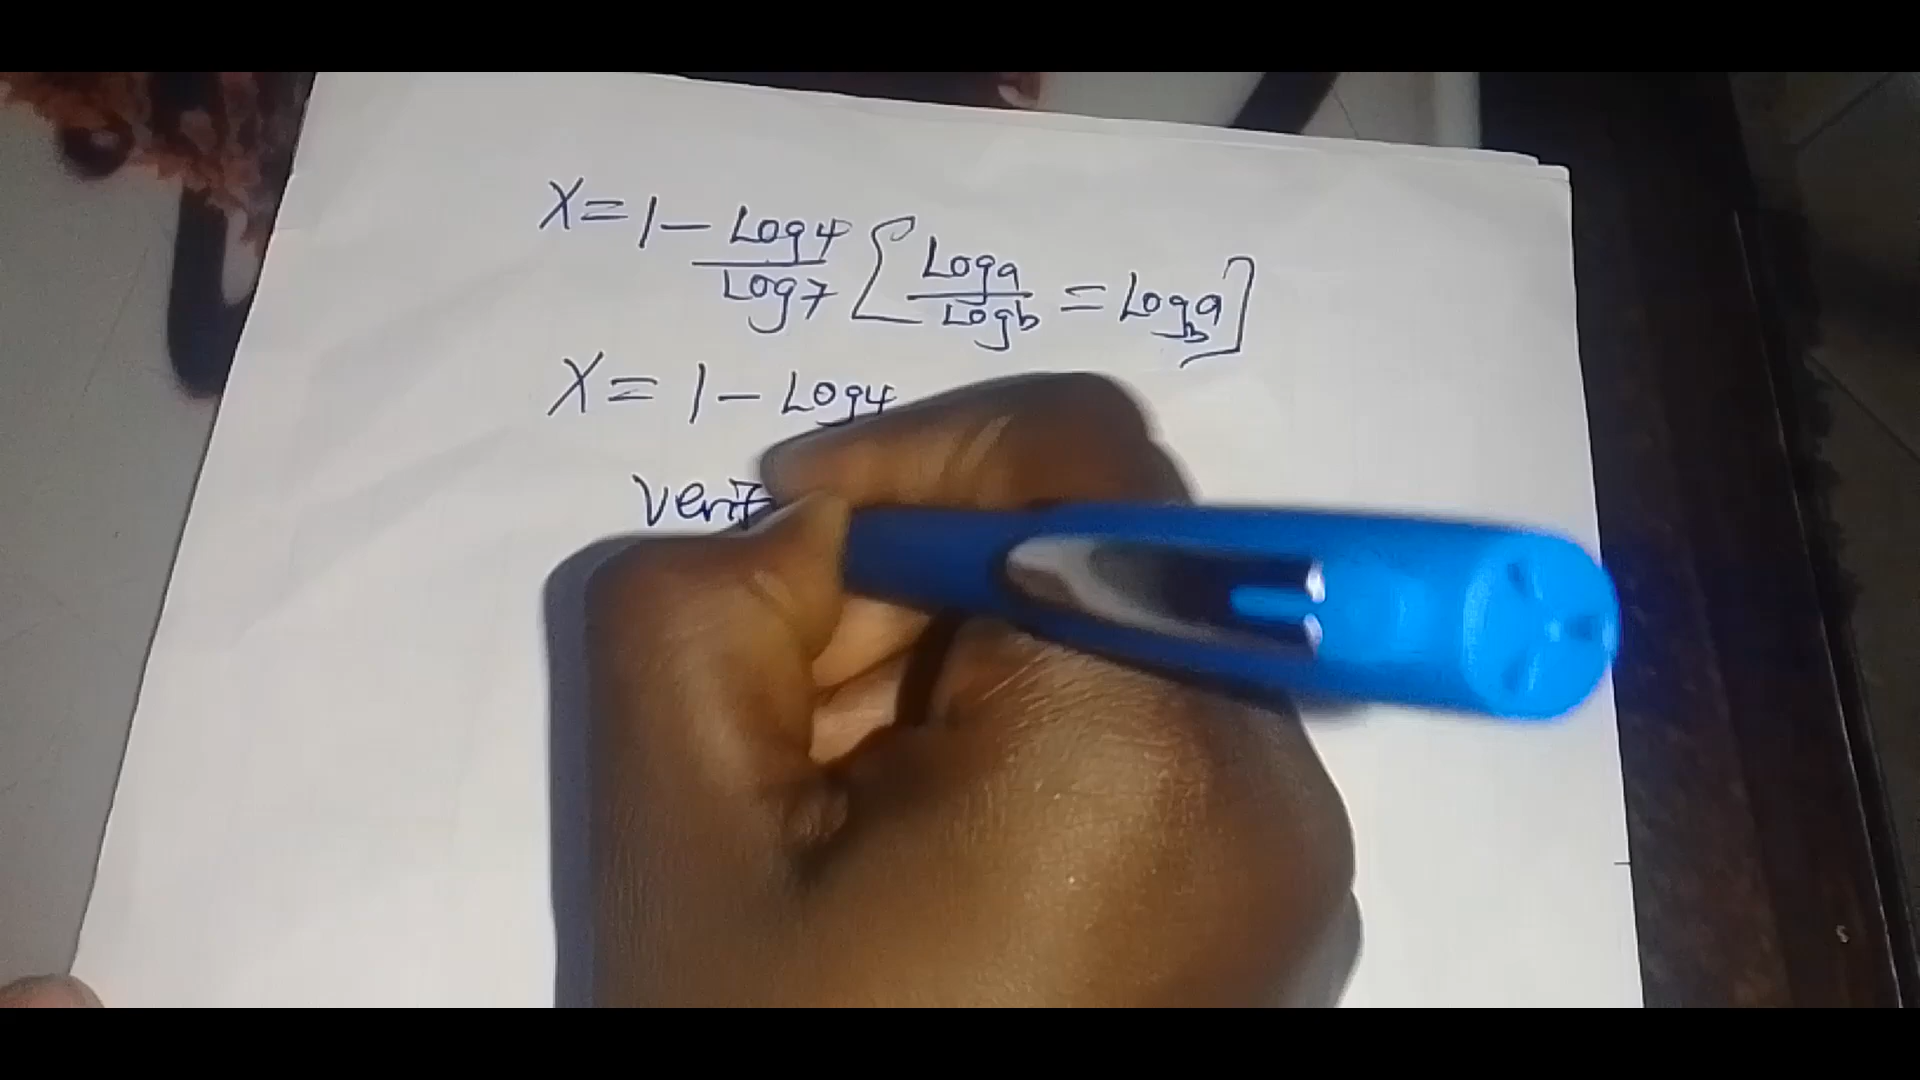 X = 1 - Log4/Log7 [Loga/Logb = Log_b a]
X = 1 - Log4
Verif